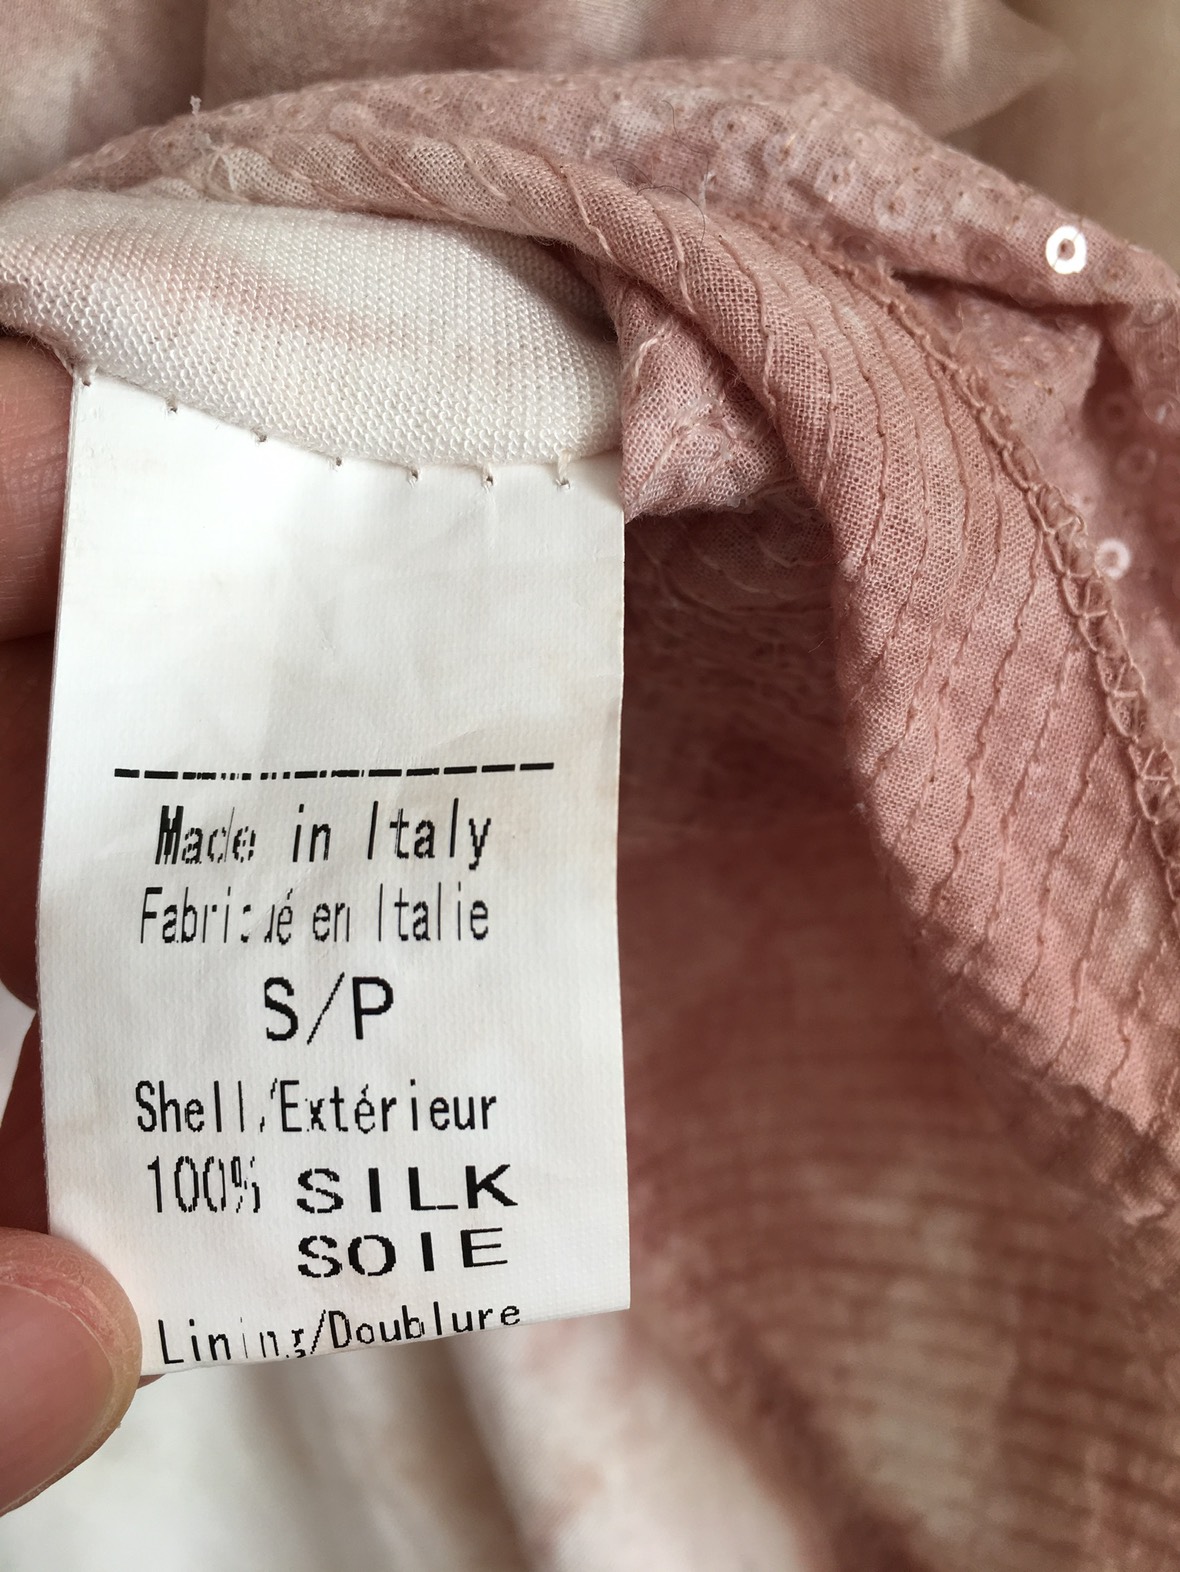 Made in Italy
Fabriqué en Italie
S/P
Shell/Extérieur
100% SILK
SOIE
Lining/Doublure